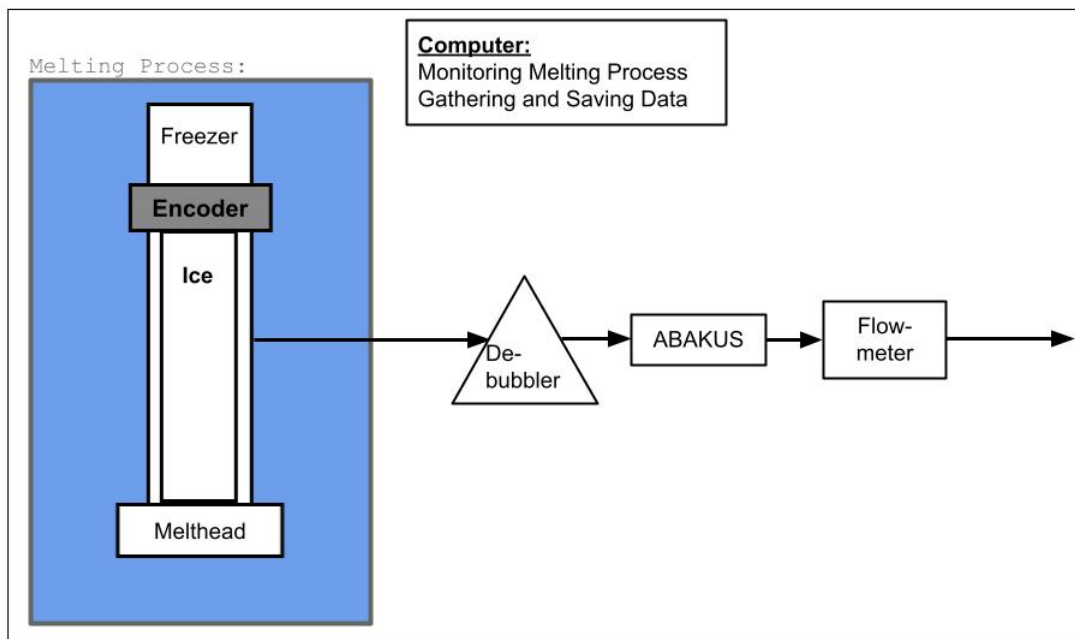 Computer:
Monitoring Melting Process
Gathering and Saving Data
Melting Process:
Freezer
Encoder
Ice
Melthead
De-
bubbler
ABAKUS
Flow-
meter